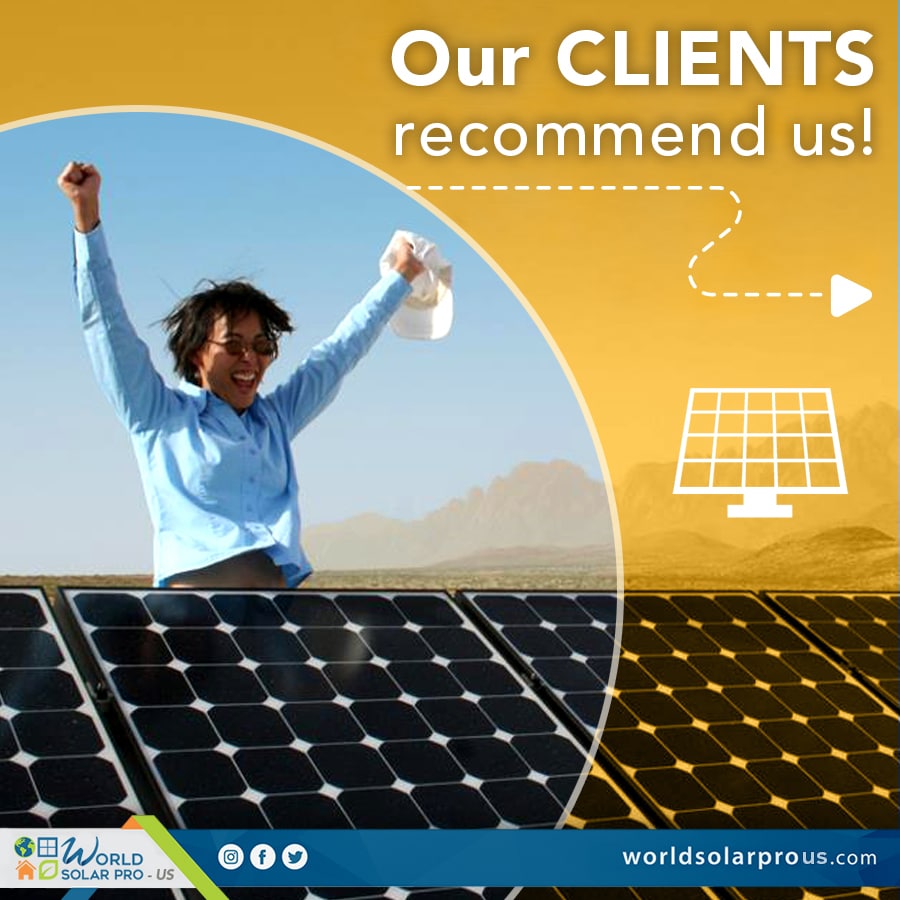 Our CLIENTS
recommend us!
WORLD
SOLAR PRO - US
worldsolarprous.com